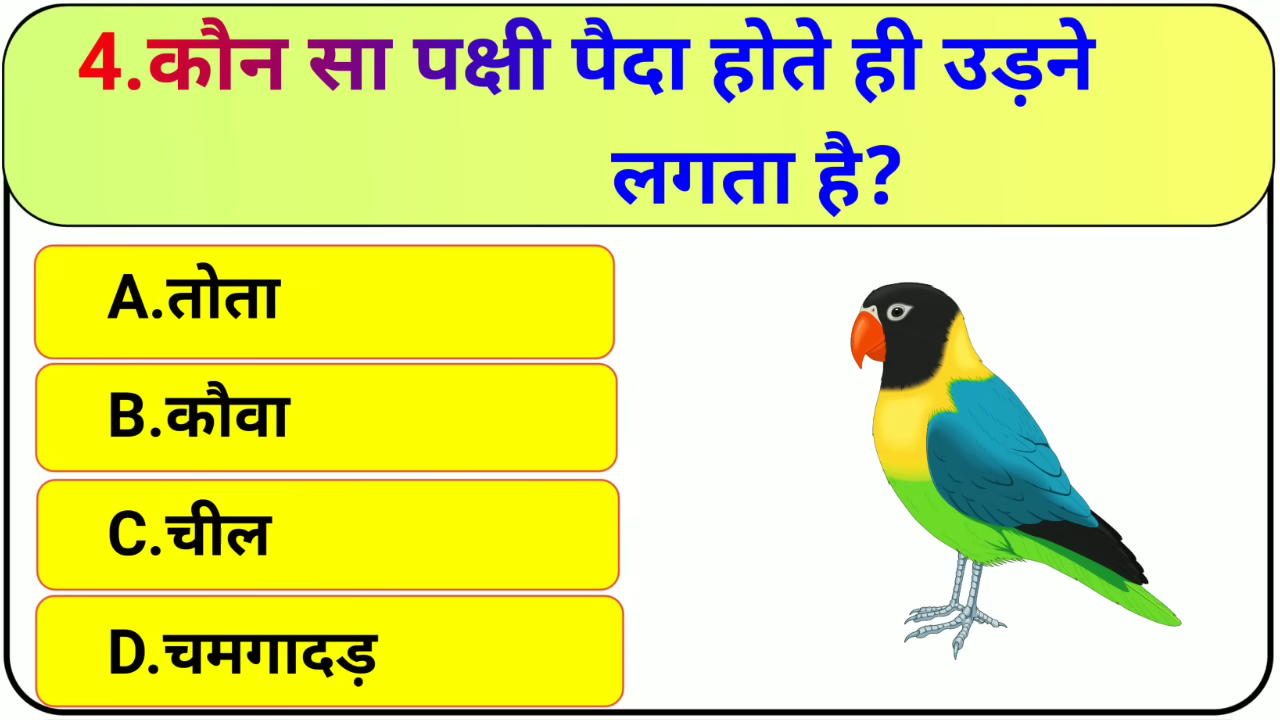 4.कौन सा पक्षी पैदा होते ही उड़ने
लगता है?
A.तोता
B.कौवा
C.चील
D.चमगादड़